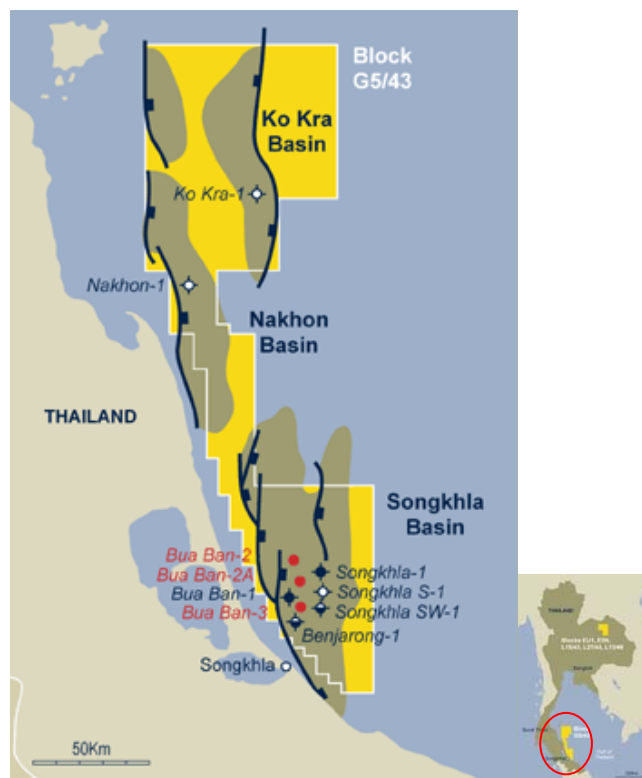 Block
G5/43
Ko Kra
Basin
Ko Kra-1
Nakhon-1
Nakhon
Basin
THAILAND
Songkhla
Basin
Bua Ban-2
Bua Ban-2A
Bua Ban-1
Bua Ban-3
Songkhla-1
Songkhla S-1
Songkhla SW-1
Benjarong-1
Songkhla
50Km
THAILAND